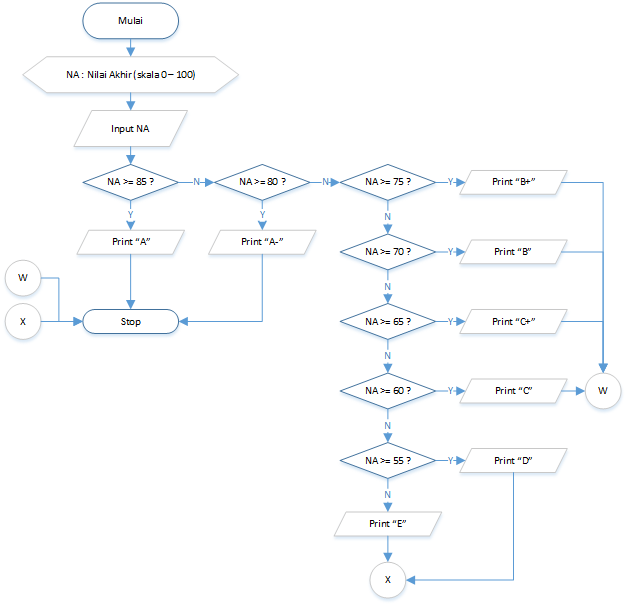 Mulai
NA : Nilai Akhir (skala 0 – 100)
Input NA
NA >= 85 ?
N
NA >= 80 ?
N
NA >= 75 ?
Y
Print “B+”
Y
Y
N
Print “A”
Print “A-”
NA >= 70 ?
Y
Print “B”
W
N
X
Stop
NA >= 65 ?
Y
Print “C+”
N
NA >= 60 ?
Y
Print “C”
W
N
NA >= 55 ?
Y
Print “D”
N
Print “E”
X